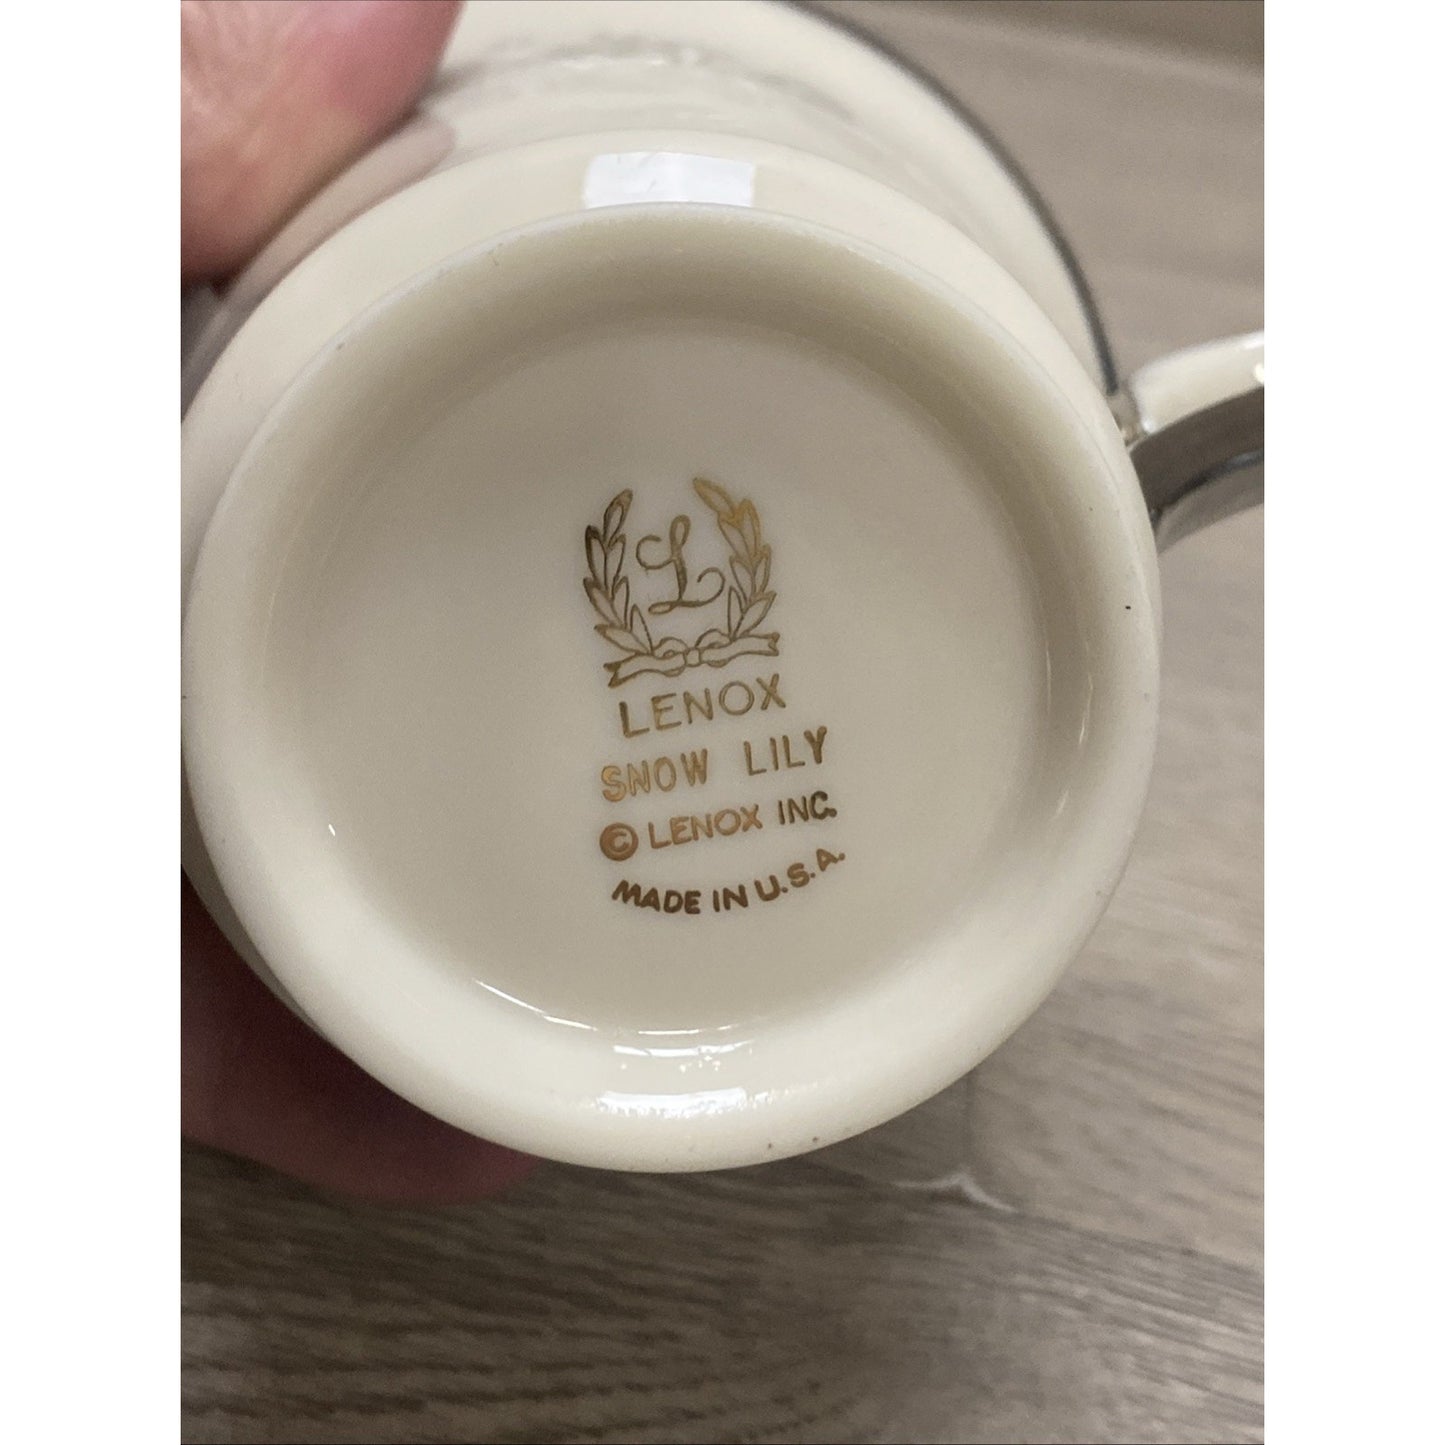 L
LENOX
SNOW LILY
© LENOX INC.
MADE IN U.S.A.